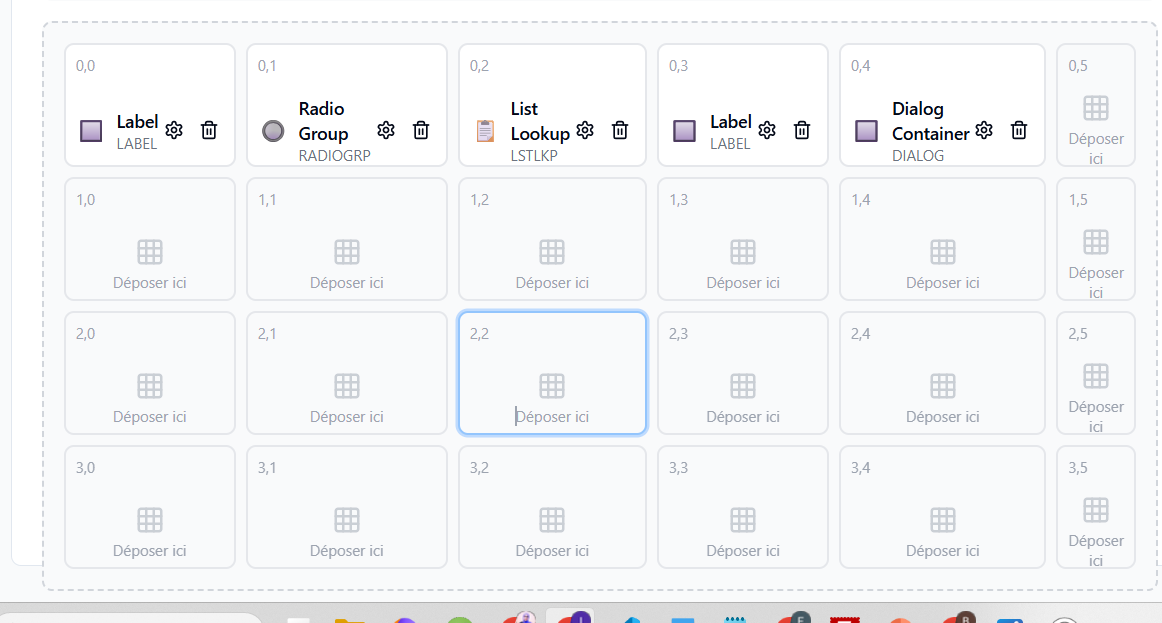 0,0
0,1
0,2
0,3
0,4
0,5
Label
LABEL
Radio
Group
RADIOGRP
List
Lookup
LSTLKP
Label
LABEL
Dialog
Container
DIALOG
Déposer
ici
1,0
1,1
1,2
1,3
1,4
1,5
Déposer ici
Déposer ici
Déposer ici
Déposer ici
Déposer ici
Déposer
ici
2,0
2,1
2,2
2,3
2,4
2,5
Déposer ici
Déposer ici
Déposer ici
Déposer ici
Déposer ici
Déposer
ici
3,0
3,1
3,2
3,3
3,4
3,5
Déposer ici
Déposer ici
Déposer ici
Déposer ici
Déposer ici
Déposer
ici